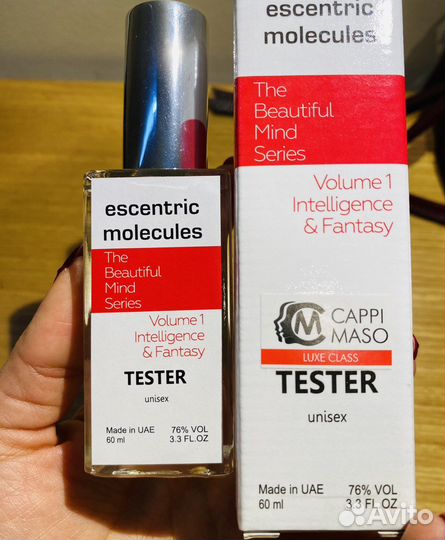 escentric
molecules
The
Beautiful
Mind
Series
Volume 1
Intelligence
& Fantasy
TESTER
unisex
Made in UAE 76% VOL
60 ml 3.3 FL.OZ
escentric
molecules
The
Beautiful
Mind
Series
Volume 1
Intelligence
& Fantasy
CM
CAPPI
MASO
LUXE CLASS
TESTER
unisex
Made in UAE 76% VOL
60 ml 3.3 FL.OZ
Avito